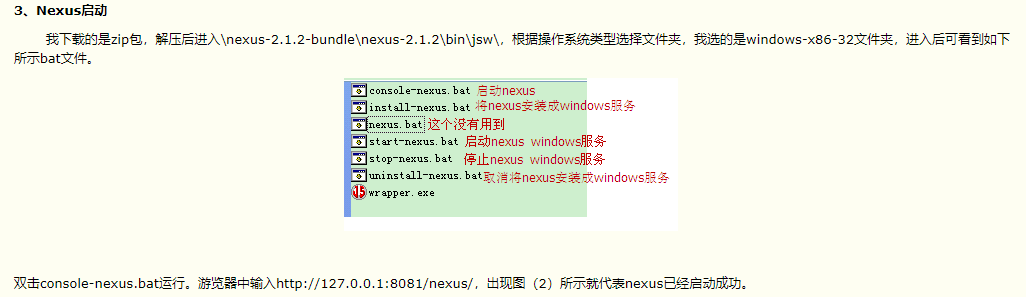 3、Nexus启动
我下载的是zip包，解压后进入\nexus-2.1.2-bundle\nexus-2.1.2\bin\jsw\，根据操作系统类型选择文件夹，我选的是windows-x86-32文件夹，进入后可看到如下
所示bat文件。
console-nexus.bat 启动nexus
install-nexus.bat 将nexus安装成windows服务
nexus.bat 这个没有用到
start-nexus.bat 启动nexus windows服务
stop-nexus.bat 停止nexus windows服务
uninstall-nexus.bat 取消将nexus安装成windows服务
wrapper.exe
双击console-nexus.bat运行。游览器中输入http://127.0.0.1:8081/nexus/，出现图（2）所示就代表nexus已经启动成功。